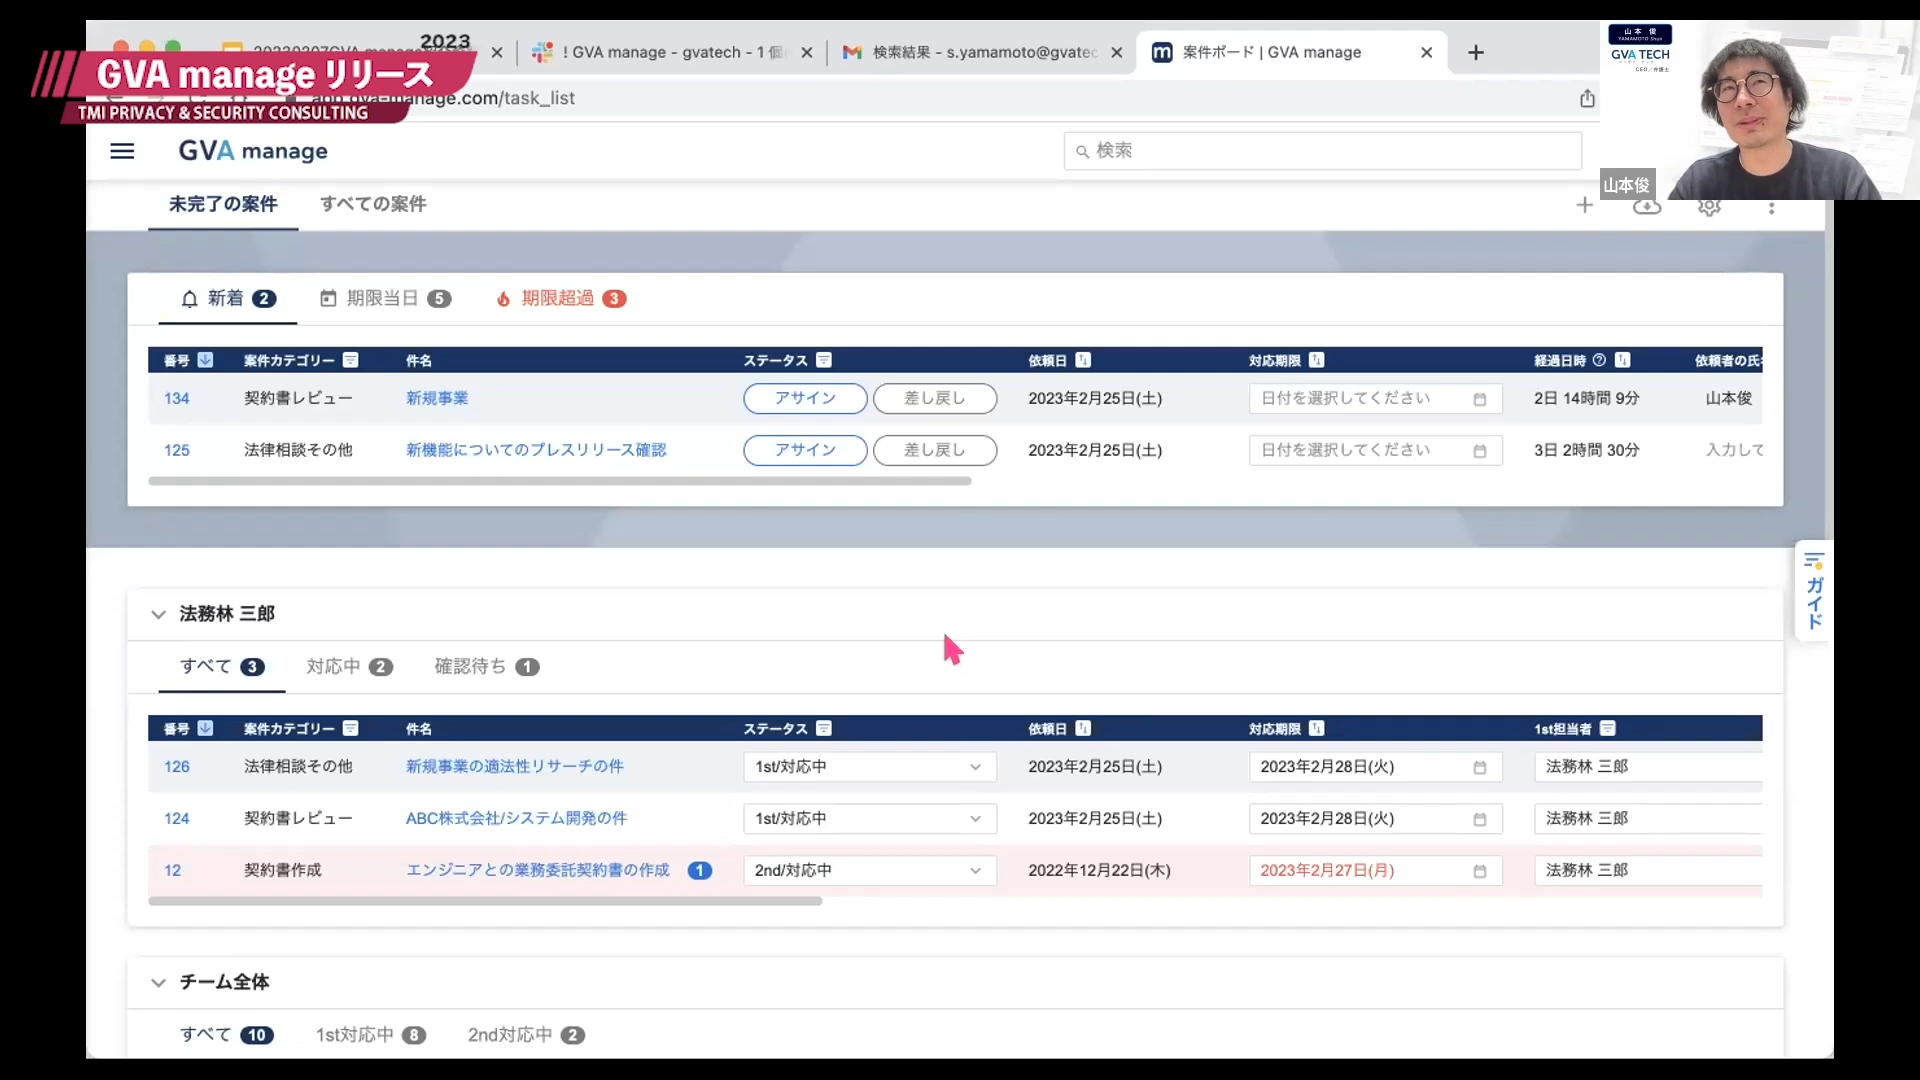 2023
GVA manage リリース
TMI PRIVACY & SECURITY CONSULTING
! GVA manage - gvatech - 1 個
検索結果 - s.yamamoto@gvatec
案件ボード | GVA manage
app.gva-manage.com/task_list
山本 俊
YAMAMOTO Shun
GVA TECH
CEO/弁護士
山本俊
GVA manage
検索
未完了の案件 すべての案件
新着 2 期限当日 5 期限超過 3
番号 案件カテゴリー 件名 ステータス 依頼日 対応期限 経過日時 依頼者の氏名
134 契約書レビュー 新規事業 アサイン 差し戻し 2023年2月25日(土) 日付を選択してください 2日 14時間 9分 山本俊
125 法律相談その他 新機能についてのプレスリリース確認 アサイン 差し戻し 2023年2月25日(土) 日付を選択してください 3日 2時間 30分 入力して
ガイド
法務林 三郎
すべて 3 対応中 2 確認待ち 1
番号 案件カテゴリー 件名 ステータス 依頼日 対応期限 1st担当者
126 法律相談その他 新規事業の適法性リサーチの件 1st/対応中 2023年2月25日(土) 2023年2月28日(火) 法務林 三郎
124 契約書レビュー ABC株式会社/システム開発の件 1st/対応中 2023年2月25日(土) 2023年2月28日(火) 法務林 三郎
12 契約書作成 エンジニアとの業務委託契約書の作成 1 2nd/対応中 2022年12月22日(木) 2023年2月27日(月) 法務林 三郎
チーム全体
すべて 10 1st対応中 8 2nd対応中 2